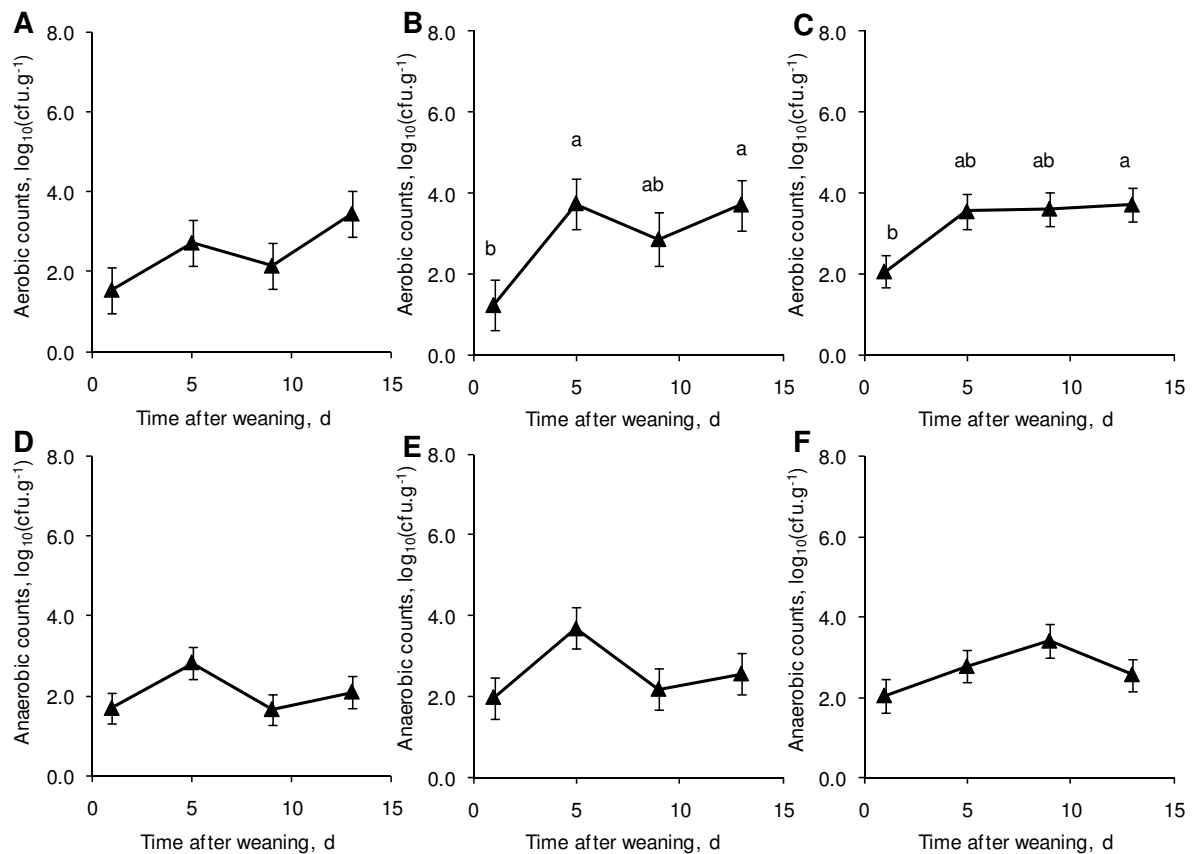 A
8.0
6.0
4.0
2.0
0.0
Aerobic counts, log₁₀(cfu.g⁻¹)
0 5 10 15
Time after weaning, d
B
8.0
6.0
4.0
2.0
0.0
Aerobic counts, log₁₀(cfu.g⁻¹)
b
a
ab
a
0 5 10 15
Time after weaning, d
C
8.0
6.0
4.0
2.0
0.0
Aerobic counts, log₁₀(cfu.g⁻¹)
b
ab
ab
a
0 5 10 15
Time after weaning, d
D
8.0
6.0
4.0
2.0
0.0
Anaerobic counts, log₁₀(cfu.g⁻¹)
0 5 10 15
Time after weaning, d
E
8.0
6.0
4.0
2.0
0.0
Anaerobic counts, log₁₀(cfu.g⁻¹)
0 5 10 15
Time after weaning, d
F
8.0
6.0
4.0
2.0
0.0
Anaerobic counts, log₁₀(cfu.g⁻¹)
0 5 10 15
Time after weaning, d